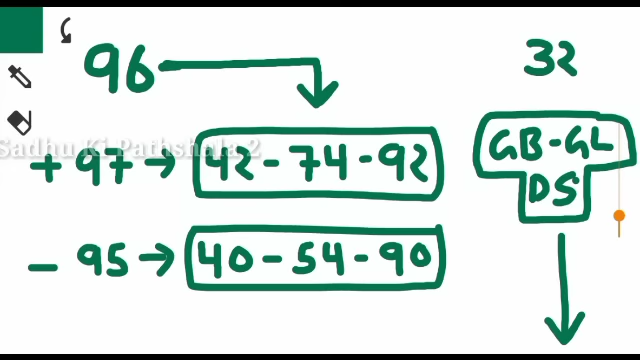 96
32
Sadhu Ki Pathshala 2
+ 97 → 42 - 74 - 92
GB - GL
DS
- 95 → 40 - 54 - 90